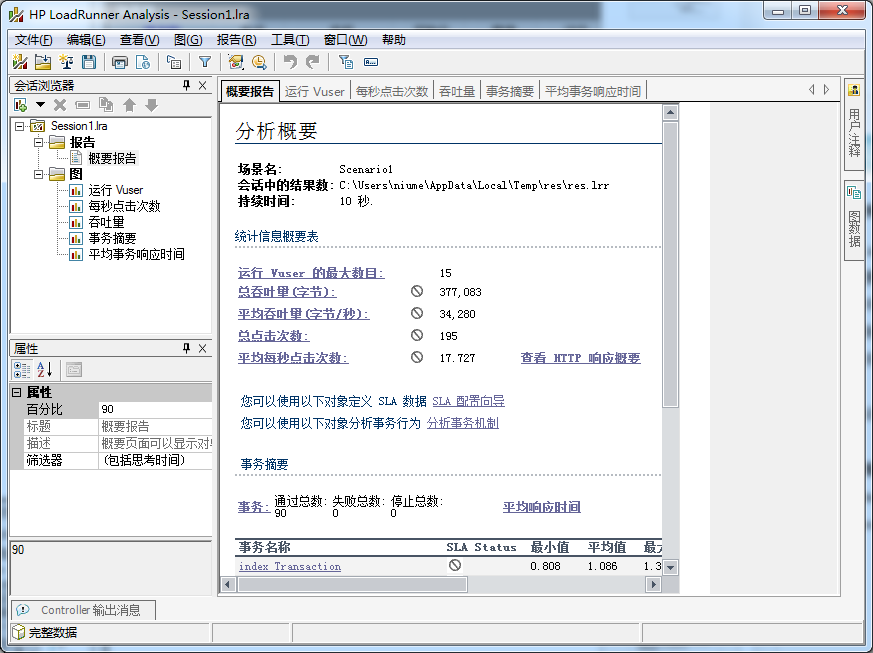 HP LoadRunner Analysis - Session1.lra
文件(F) 编辑(E) 查看(V) 图(G) 报告(R) 工具(T) 窗口(W) 帮助
会话浏览器
Session1.lra
报告
概要报告
图
运行 Vuser
每秒点击次数
吞吐量
事务摘要
平均事务响应时间
属性
属性
百分比 90
标题 概要报告
描述 概要页面可以显示对
筛选器 (包括思考时间)
90
概要报告 运行 Vuser 每秒点击次数 吞吐量 事务摘要 平均事务响应时间
分析概要
场景名: Scenario1
会话中的结果数: C:\Users\niume\AppData\Local\Temp\res\res.lrr
持续时间: 10 秒.
统计信息概要表
运行 Vuser 的最大数目: 15
总吞吐量(字节): 377,083
平均吞吐量(字节/秒): 34,280
总点击次数: 195
平均每秒点击次数: 17.727 查看 HTTP 响应概要
您可以使用以下对象定义 SLA 数据 SLA 配置向导
您可以使用以下对象分析事务行为 分析事务机制
事务摘要
事务: 通过总数: 90 失败总数: 0 停止总数: 0 平均响应时间
事务名称 SLA Status 最小值 平均值 最大
index Transaction 0.808 1.086 1.3
用户注释
图数据
Controller 输出消息
完整数据